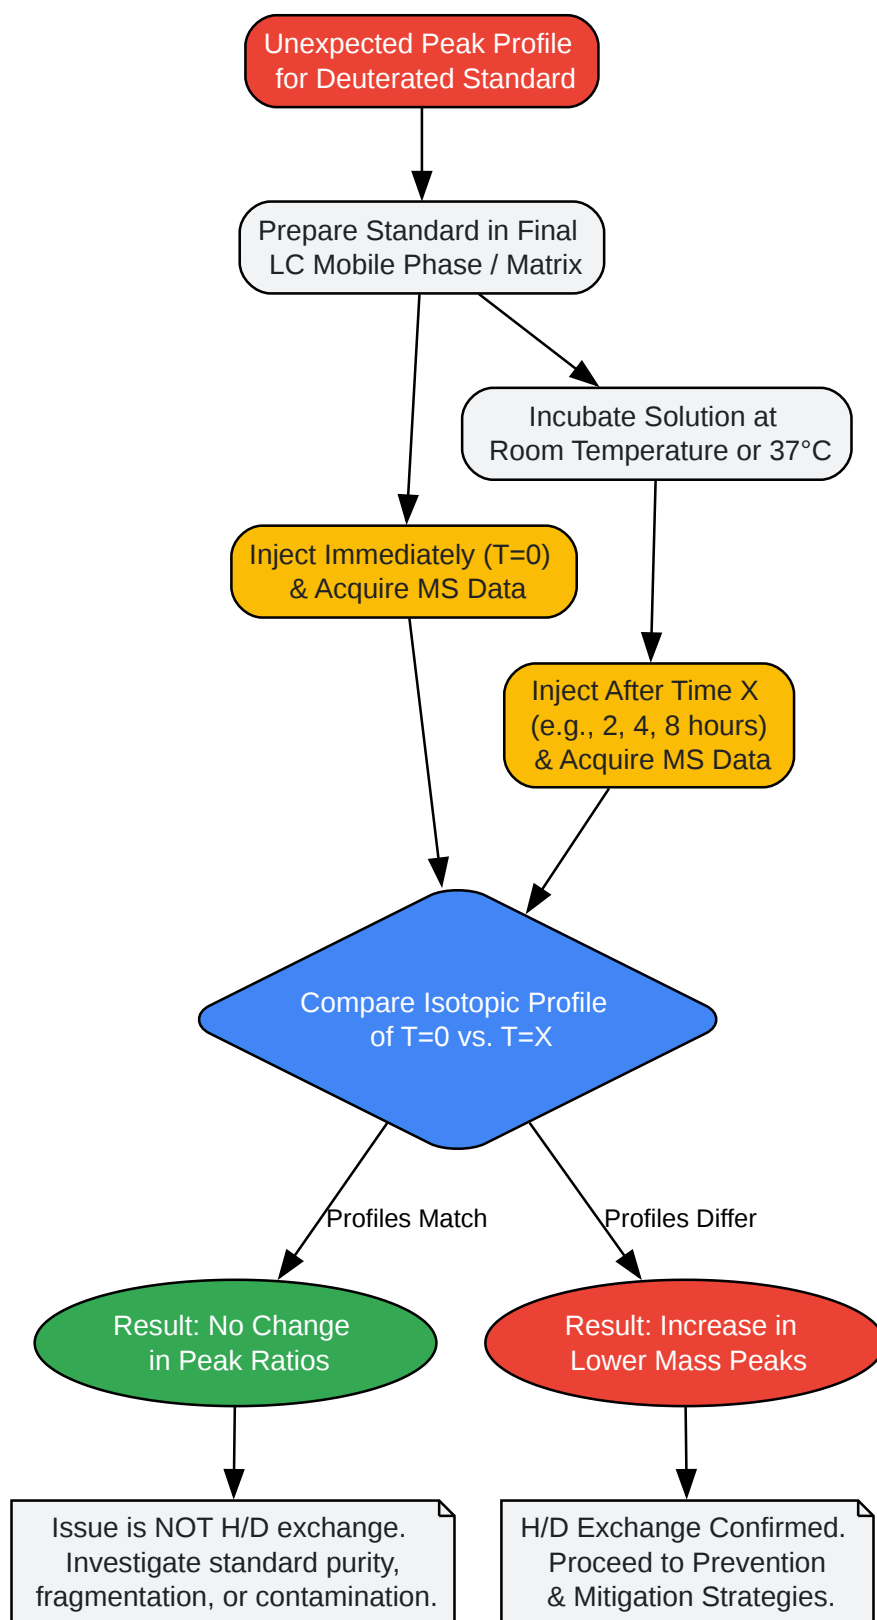 Unexpected Peak Profile
for Deuterated Standard
Prepare Standard in Final
LC Mobile Phase / Matrix
Incubate Solution at
Room Temperature or 37°C
Inject Immediately (T=0)
& Acquire MS Data
Inject After Time X
(e.g., 2, 4, 8 hours)
& Acquire MS Data
Compare Isotopic Profile
of T=0 vs. T=X
Profiles Match
Profiles Differ
Result: No Change
in Peak Ratios
Result: Increase in
Lower Mass Peaks
Issue is NOT H/D exchange.
Investigate standard purity,
fragmentation, or contamination.
H/D Exchange Confirmed.
Proceed to Prevention
& Mitigation Strategies.